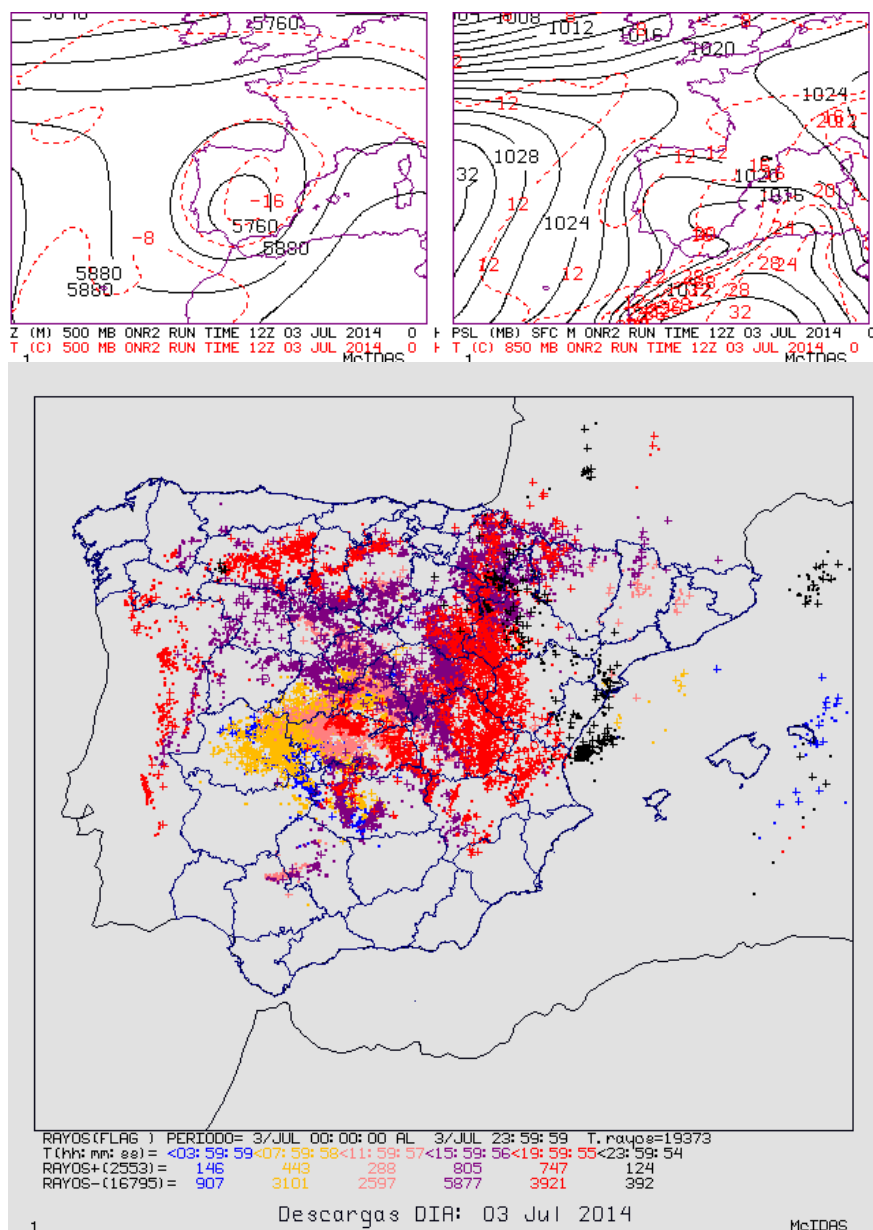 5760
-16
5760
-8
5880
5880
5880
1008
1012
1016
1020
1024
12
1028
12
12
32
12
1024
1020
1016
20
24
12
12
12
28
24
1012
28
32
Z (M) 500 MB ONR2 RUN TIME 12Z 03 JUL 2014 0
T (C) 500 MB ONR2 RUN TIME 12Z 03 JUL 2014 0
1 McIDAS
PSL (MB) SFC M ONR2 RUN TIME 12Z 03 JUL 2014 0
T (C) 850 MB ONR2 RUN TIME 12Z 03 JUL 2014 0
1 McIDAS
RAYOS(FLAG ) PERIODO= 3/JUL 00:00:00 AL 3/JUL 23:59:59 T.rayos=19373
T(hh:mm:ss)= <03:59:59<07:59:58<11:59:57<15:59:56<19:59:55<23:59:54
RAYOS+(2553)= 146 443 288 805 747 124
RAYOS-(16795)= 907 3101 2597 5877 3921 392
Descargas DIA: 03 Jul 2014
1 McIDAS